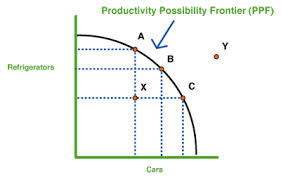 Productivity Possibility Frontier (PPF)
A
Y
B
Refrigerators
X
C
Cars